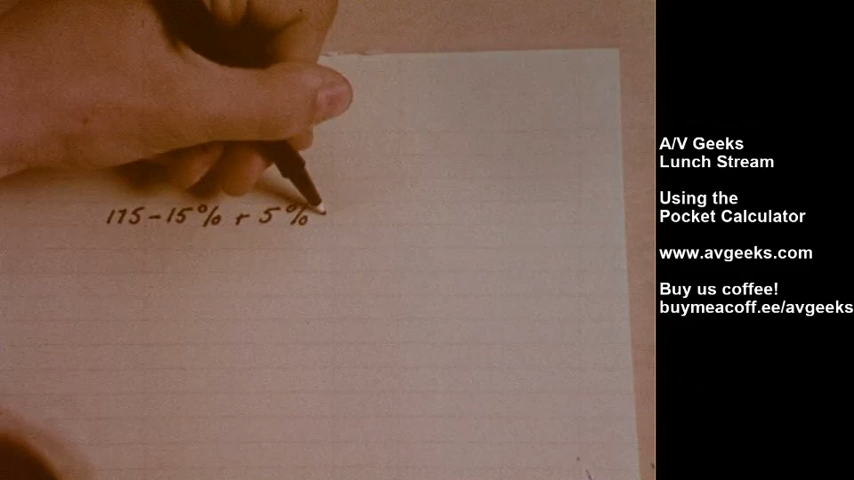 175-15% + 5%
A/V Geeks
Lunch Stream
Using the
Pocket Calculator
www.avgeeks.com
Buy us coffee!
buymeacoff.ee/avgeeks